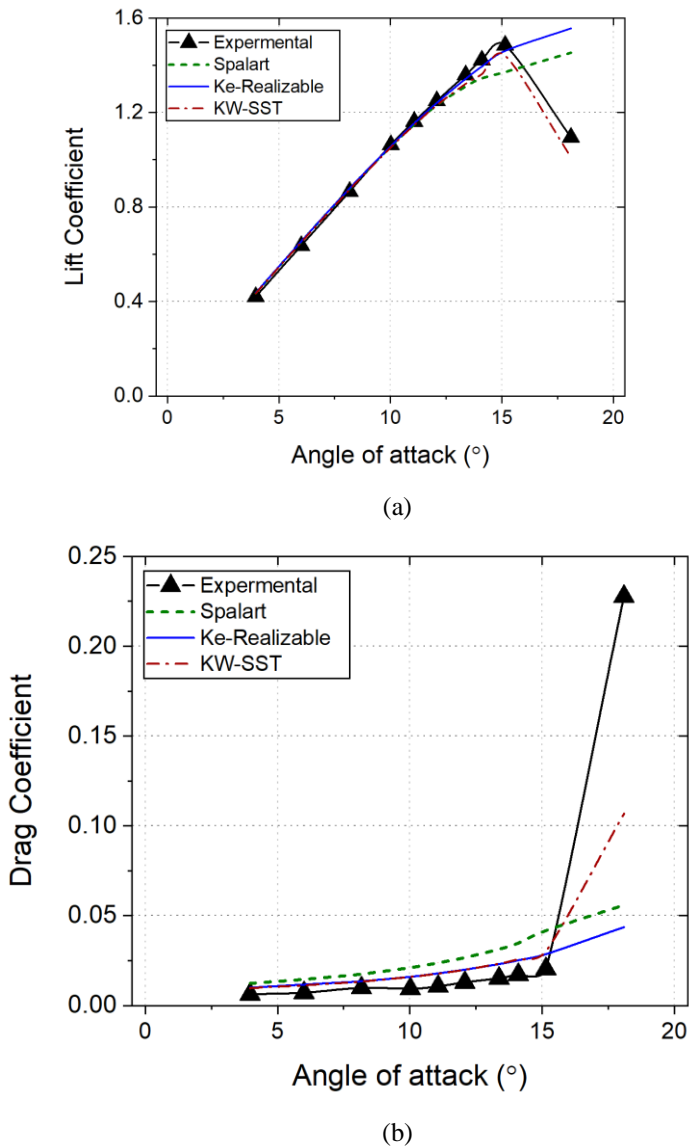 1.6
1.2
0.8
0.4
0.0
Lift Coefficient
Expermental
Spalart
Ke-Realizable
KW-SST
0 5 10 15 20
Angle of attack (°)
(a)
0.25
0.20
0.15
0.10
0.05
0.00
Drag Coefficient
Expermental
Spalart
Ke-Realizable
KW-SST
0 5 10 15 20
Angle of attack (°)
(b)